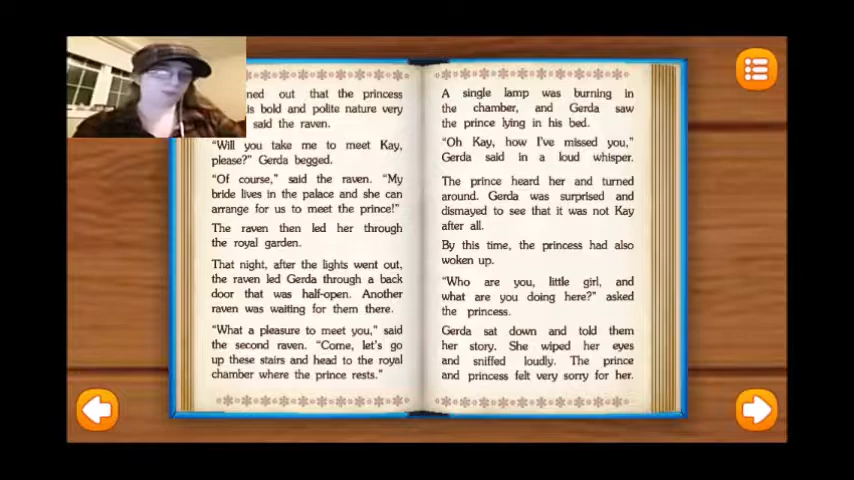 ned out that the princess
is bold and polite nature very
said the raven.
"Will you take me to meet Kay,
please?" Gerda begged.
"Of course," said the raven. "My
bride lives in the palace and she can
arrange for us to meet the prince!"
The raven then led her through
the royal garden.
That night, after the lights went out,
the raven led Gerda through a back
door that was half-open. Another
raven was waiting for them there.
"What a pleasure to meet you," said
the second raven. "Come, let's go
up these stairs and head to the royal
chamber where the prince rests."
A single lamp was burning in
the chamber, and Gerda saw
the prince lying in his bed.
"Oh Kay, how I've missed you,"
Gerda said in a loud whisper.
The prince heard her and turned
around. Gerda was surprised and
dismayed to see that it was not Kay
after all.
By this time, the princess had also
woken up.
"Who are you, little girl, and
what are you doing here?" asked
the princess.
Gerda sat down and told them
her story. She wiped her eyes
and sniffed loudly. The prince
and princess felt very sorry for her.